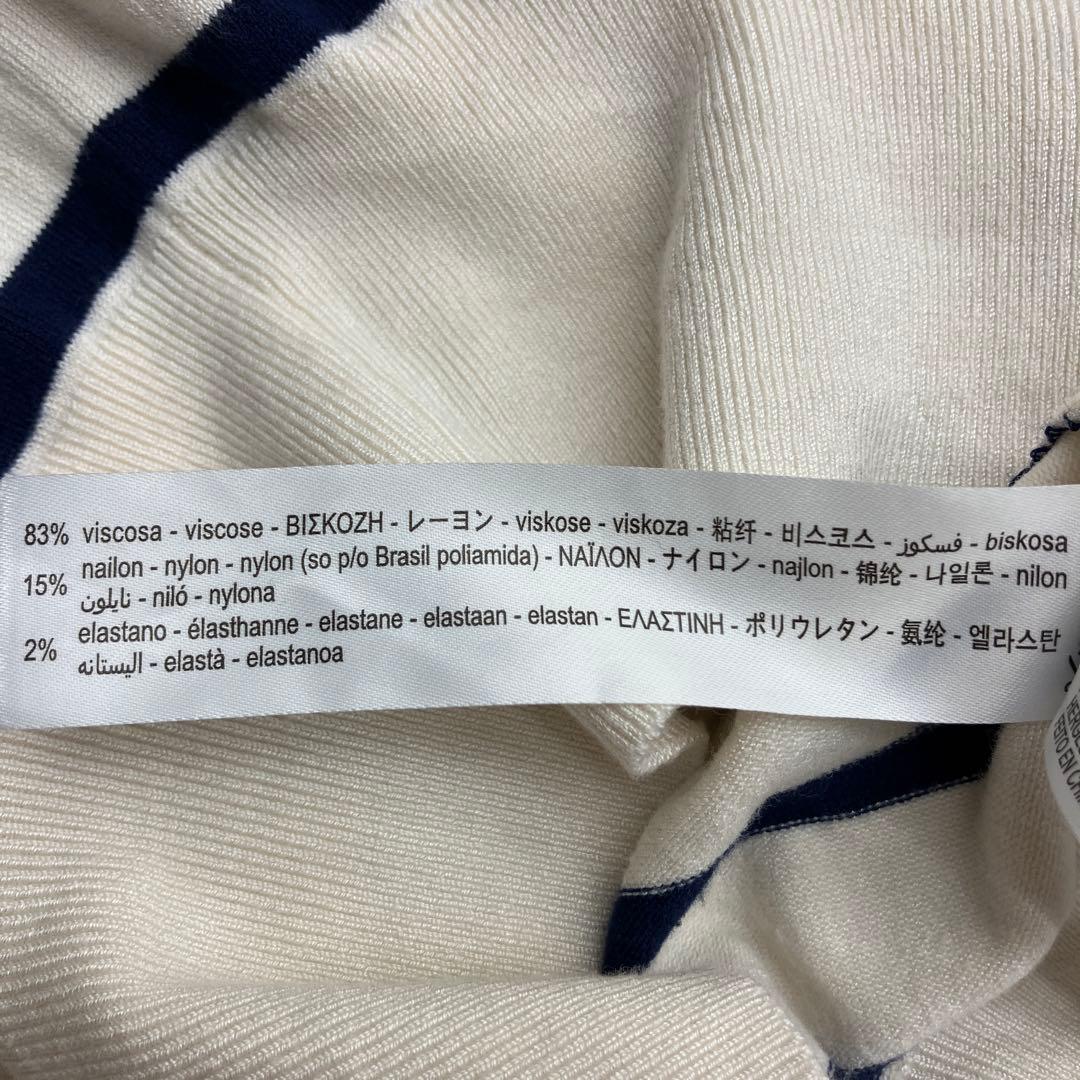 83% viscosa - viscose - ΒΙΣΚΟΖΗ - レーヨン - viskose - viskoza - 粘纤 - 비스코스 - فسكوز - biskosa
15% nailon - nylon - nylon (so p/o Brasil poliamida) - ΝΑΪΛΟΝ - ナイロン - najlon - 锦纶 - 나일론 - nilon
نايلون - niló - nylona
2% elastano - élasthanne - elastane - elastaan - elastan - ΕΛΑΣΤΙΝΗ - ポリウレタン - 氨纶 - 엘라스탄
اليستانه - elastà - elastanoa
FEITO EN